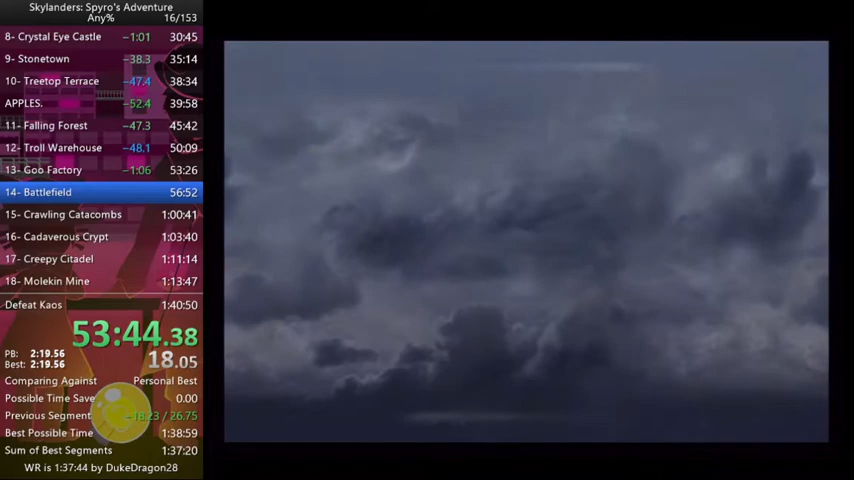 Skylanders: Spyro's Adventure
Any% 16/153
8- Crystal Eye Castle −1:01 30:45
9- Stonetown −38.3 35:14
10- Treetop Terrace −47.4 38:34
APPLES. −52.4 39:58
11- Falling Forest −47.3 45:42
12- Troll Warehouse −48.1 50:09
13- Goo Factory −1:06 53:26
14- Battlefield 56:52
15- Crawling Catacombs 1:00:41
16- Cadaverous Crypt 1:03:40
17- Creepy Citadel 1:11:14
18- Molekin Mine 1:13:47
Defeat Kaos 1:40:50
53:44.38
PB: 2:19.56
Best: 2:19.56
18.05
Comparing Against Personal Best
Possible Time Save 0.00
Previous Segment −18.23 / 26.75
Best Possible Time 1:38:59
Sum of Best Segments 1:37:20
WR is 1:37:44 by DukeDragon28